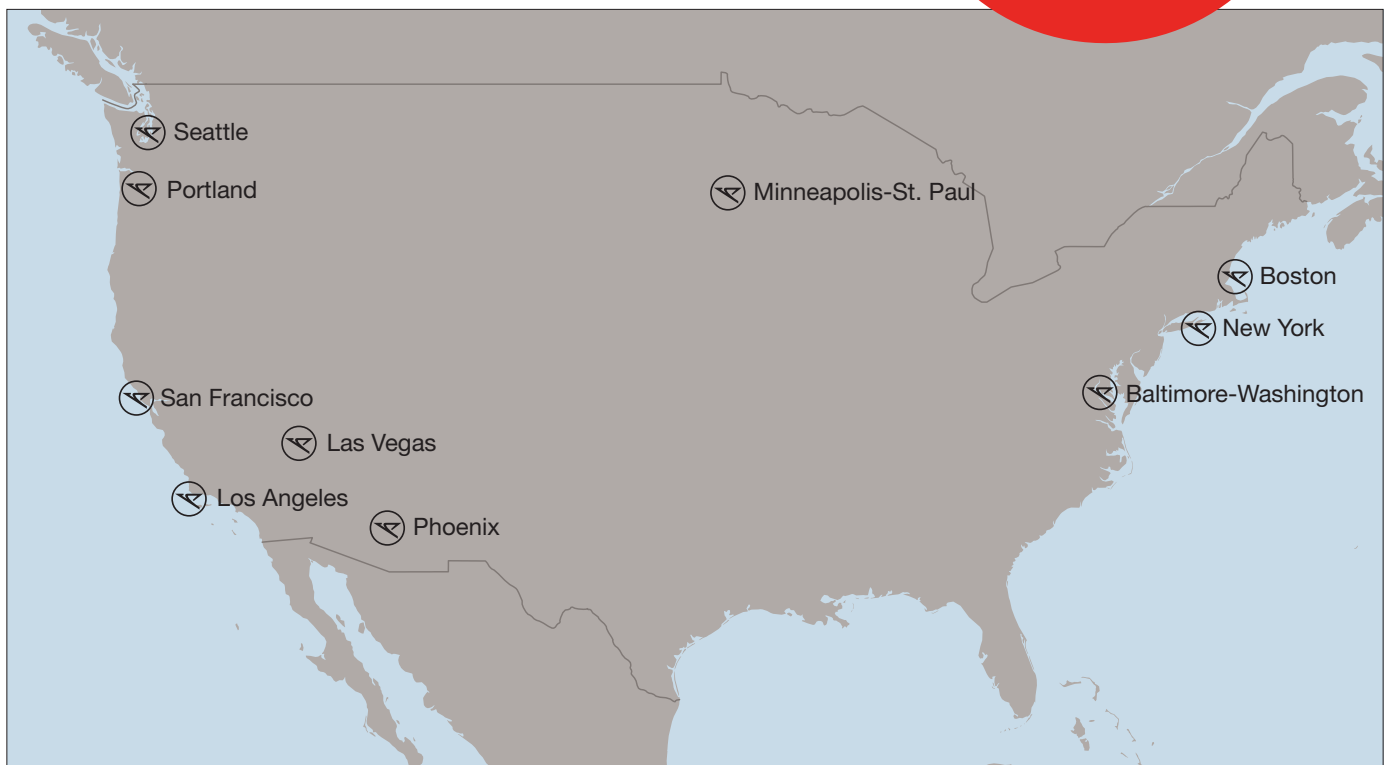 Seattle
Portland
Minneapolis-St. Paul
Boston
New York
Baltimore-Washington
San Francisco
Las Vegas
Los Angeles
Phoenix